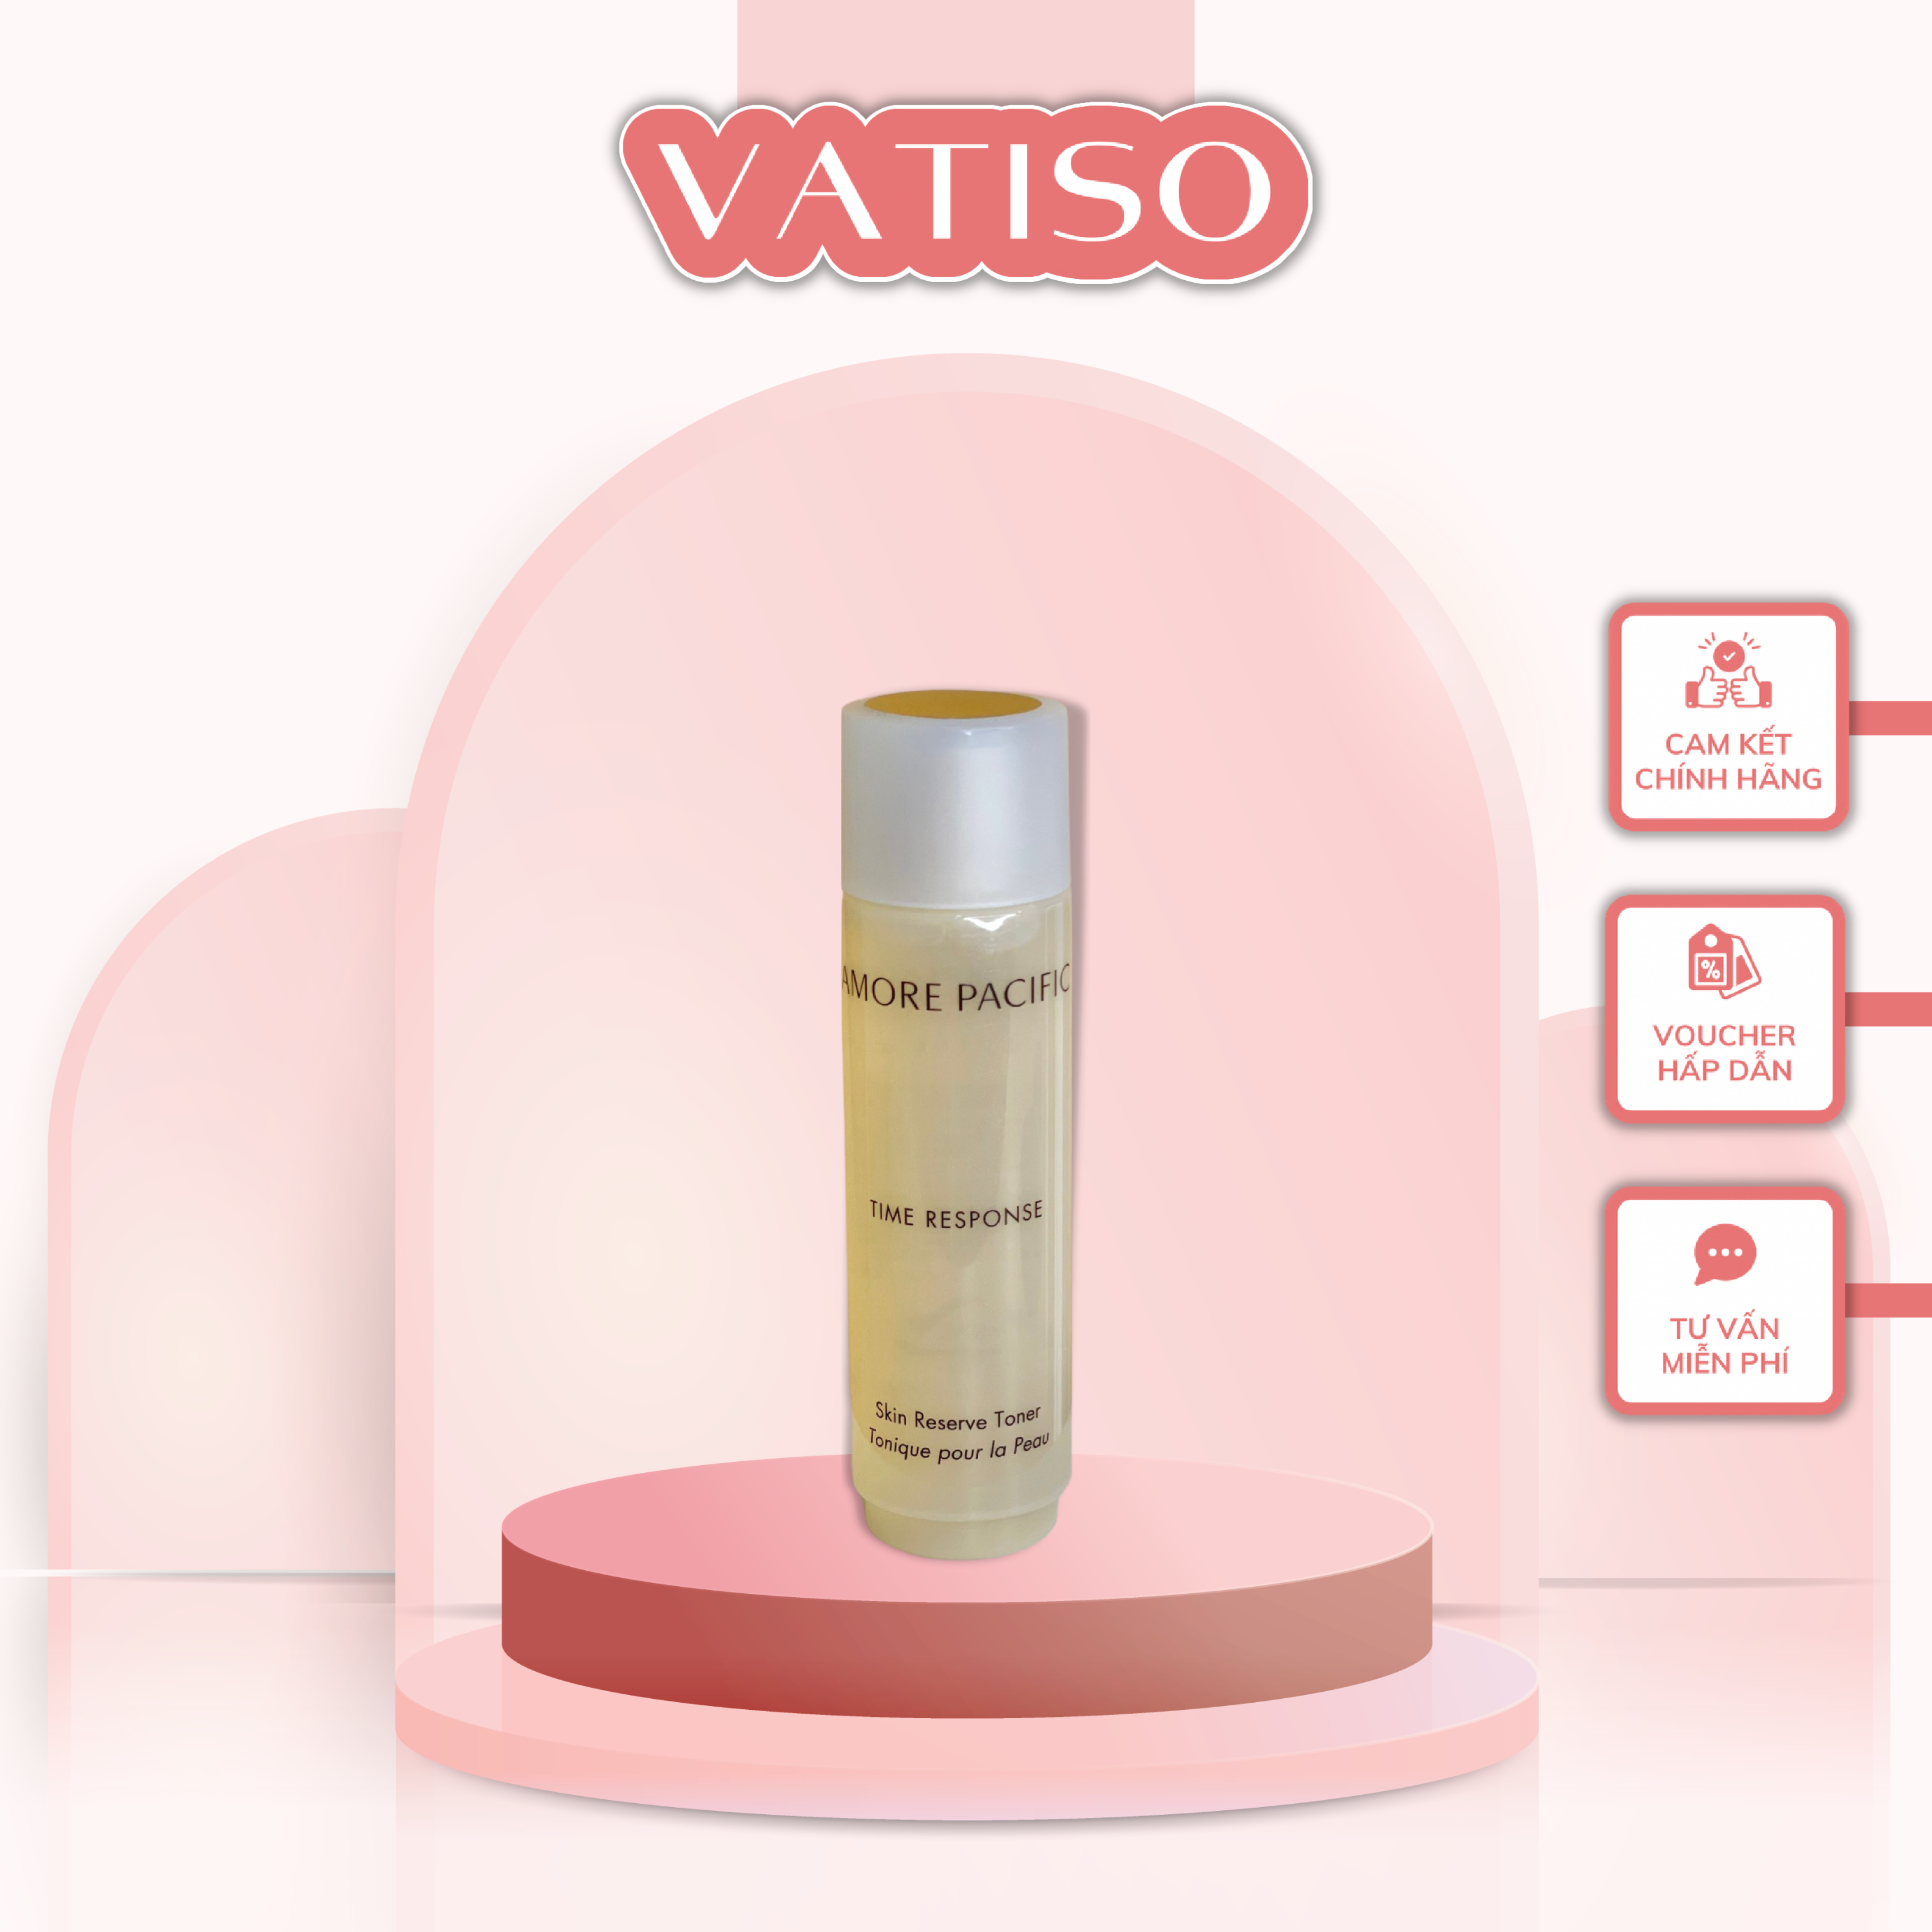 VATISO
CAM KẾT
CHÍNH HÃNG
VOUCHER
HẤP DẪN
TƯ VẤN
MIỄN PHÍ
AMORE PACIFIC
TIME RESPONSE
Skin Reserve Toner
Tonique pour la Peau
%